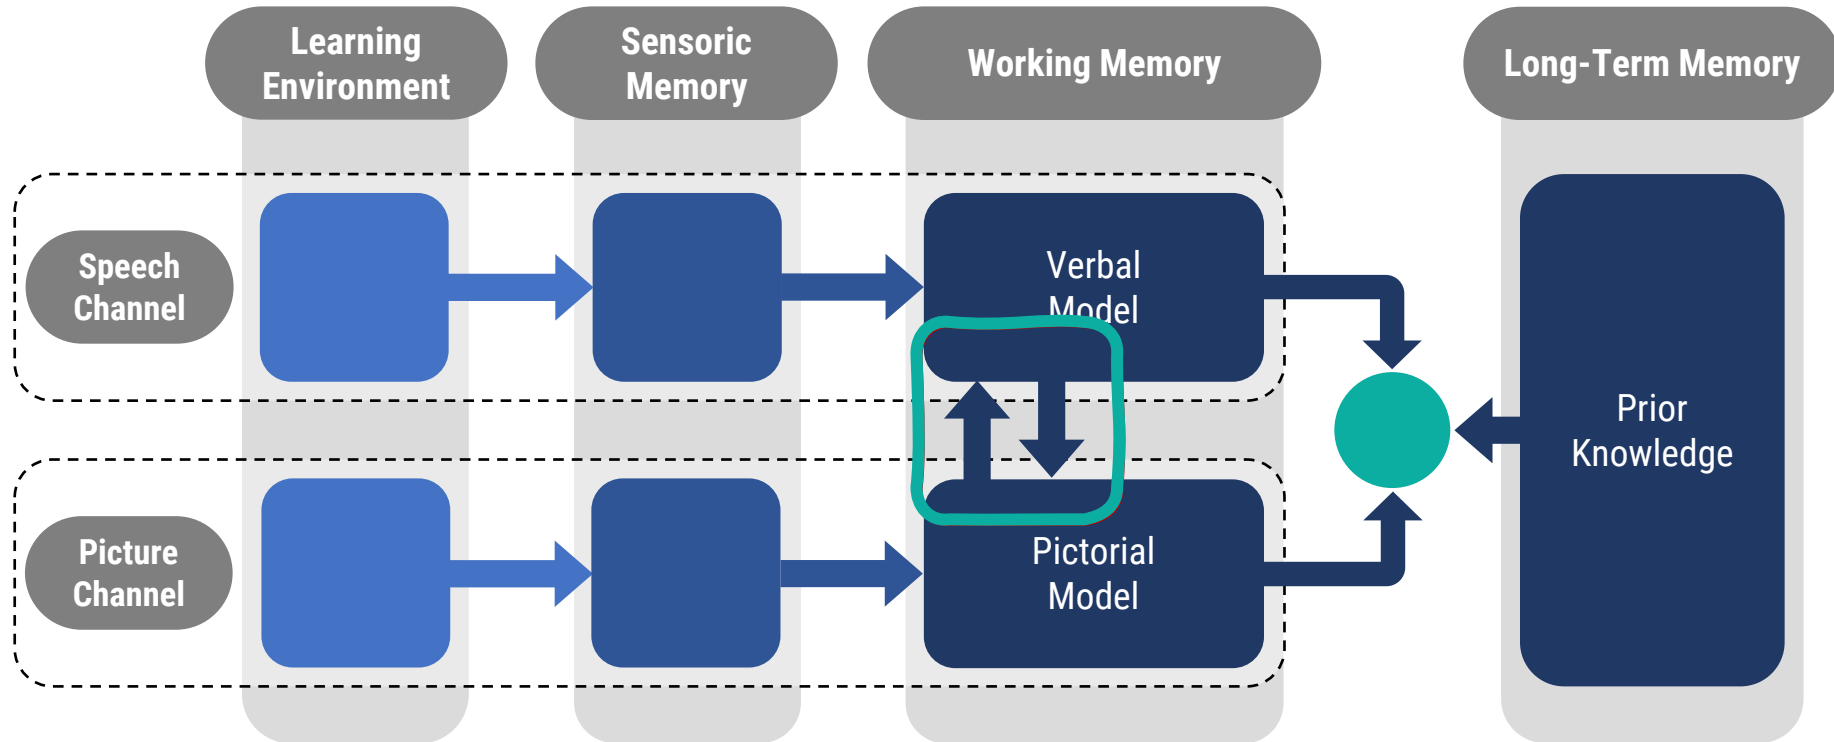 Learning
Environment
Sensoric
Memory
Working Memory
Long-Term Memory
Speech
Channel
Verbal
Model
Prior
Knowledge
Picture
Channel
Pictorial
Model